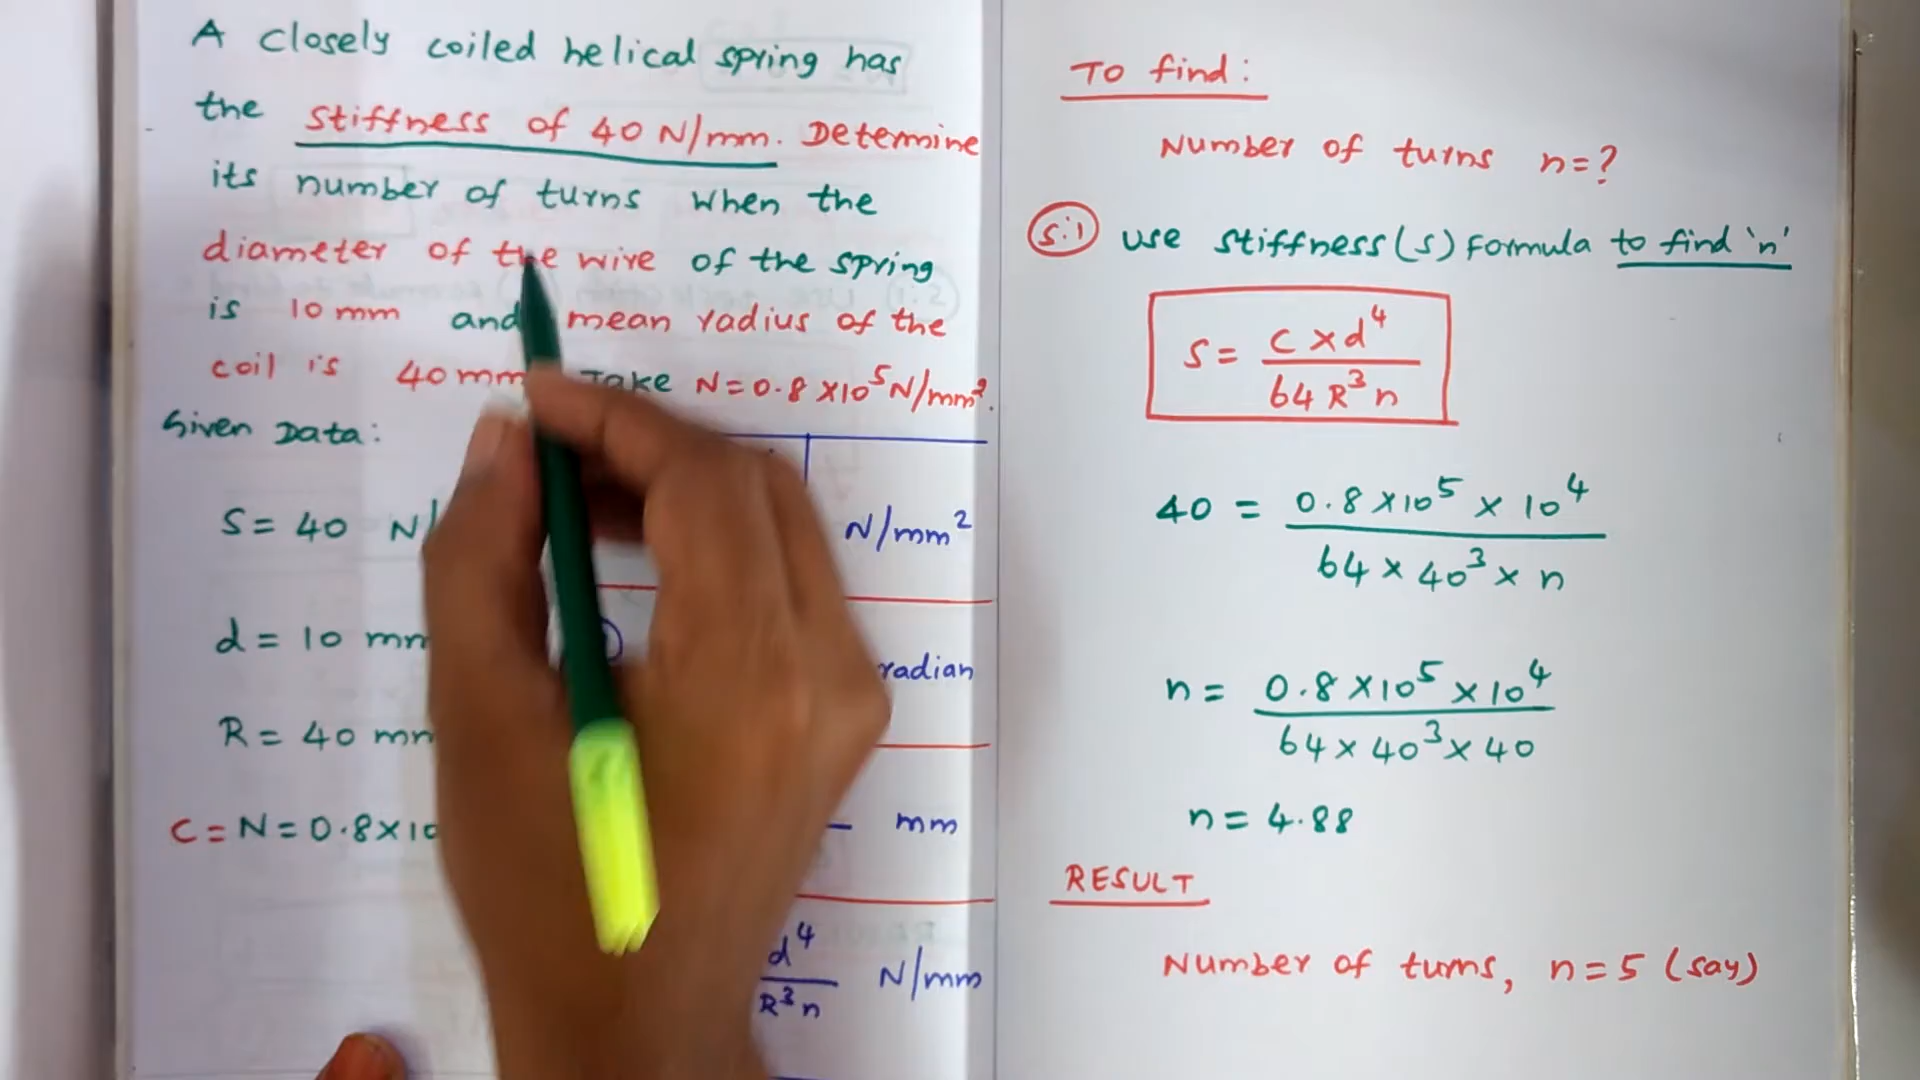 A closely coiled helical spring has
the stiffness of 40 N/mm. Determine
its number of turns when the
diameter of the wire of the spring
is 10 mm and mean radius of the
coil is 40 mm. Take N = 0.8 × 10⁵ N/mm².
Given Data:
S = 40 N/
d = 10 mm
R = 40 mm
C = N = 0.8 × 10
N/mm²
radian
mm
d⁴
R³ n
N/mm
To find:
Number of turns n = ?
S.1 use stiffness (s) formula to find 'n'
S = C × d⁴
64 R³ n
40 = 0.8 × 10⁵ × 10⁴
64 × 40³ × n
n = 0.8 × 10⁵ × 10⁴
64 × 40³ × 40
n = 4.88
RESULT
Number of turns, n = 5 (say)